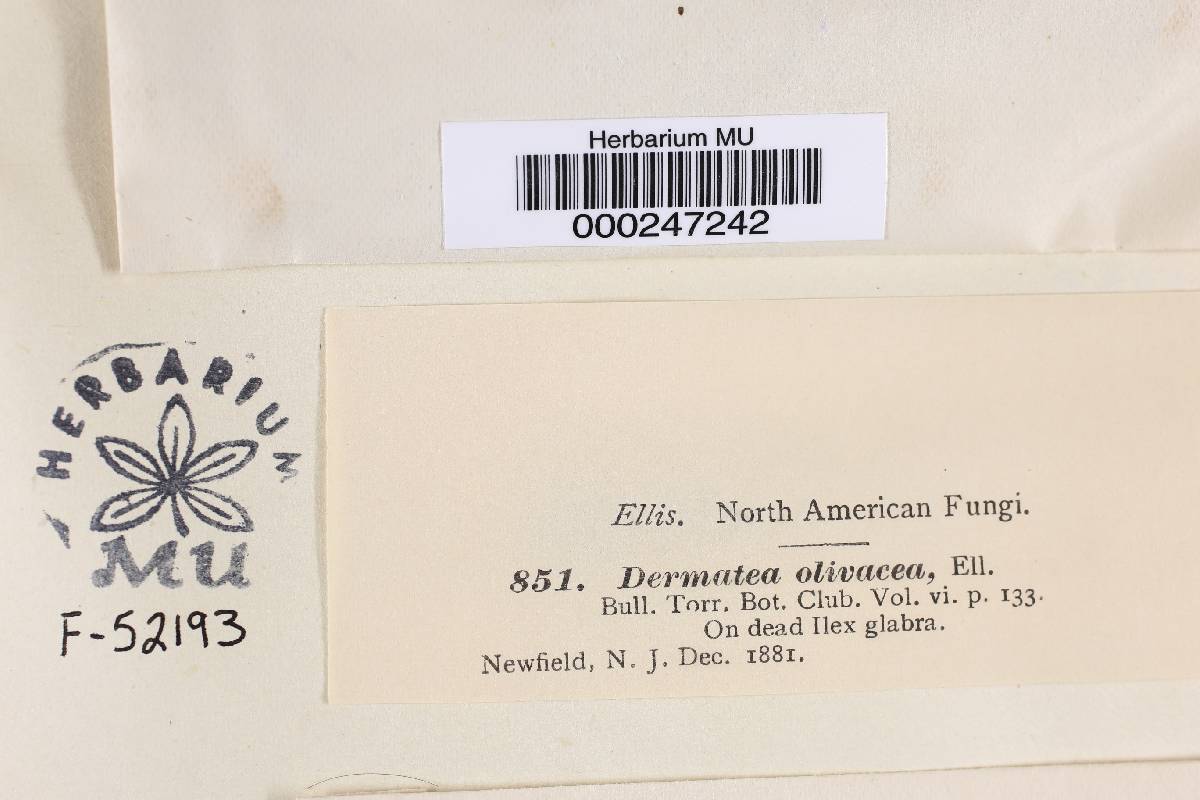 Herbarium MU
000247242
HERBARIUM
MU
F-52193
Ellis. North American Fungi.
851. Dermatea olivacea, Ell.
Bull. Torr. Bot. Club. Vol. vi. p. 133.
On dead Ilex glabra.
Newfield, N. J. Dec. 1881.